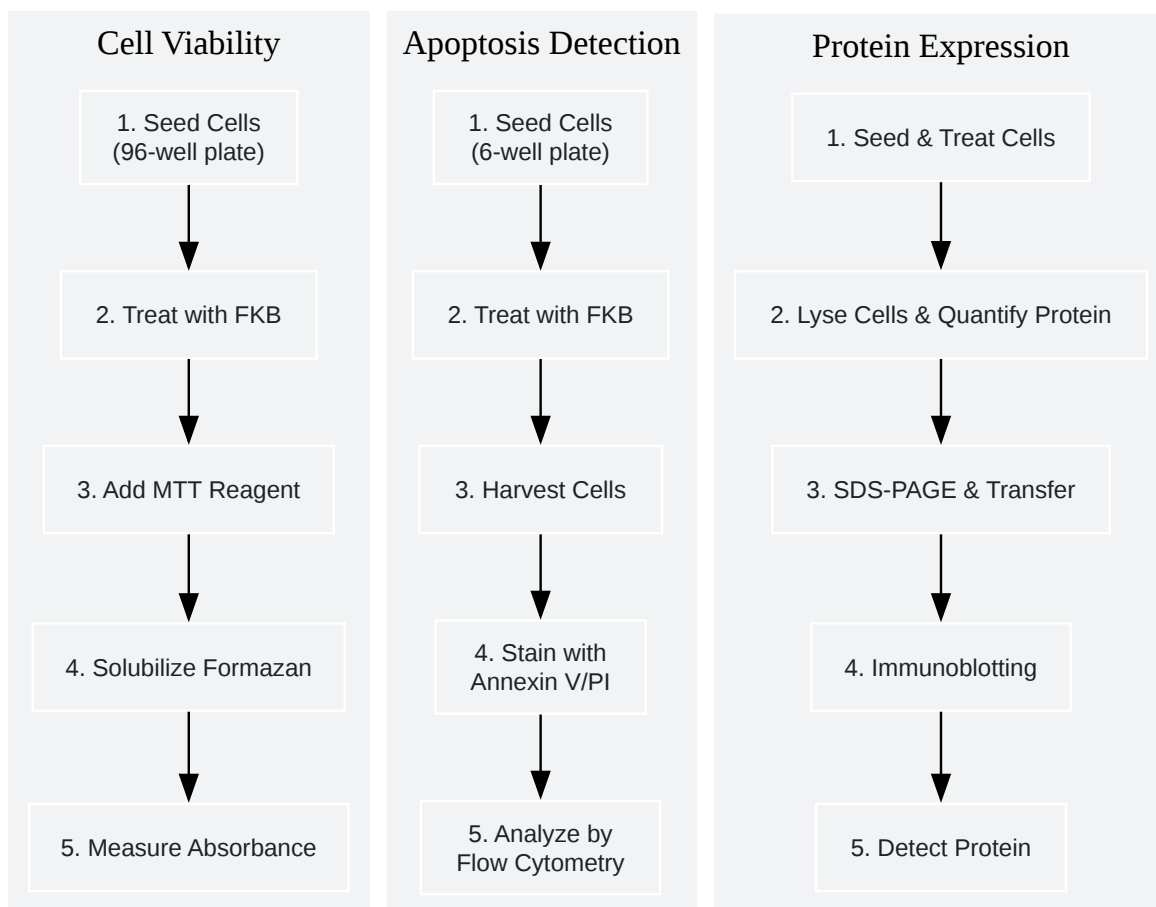 Cell Viability
1. Seed Cells
(96-well plate)
2. Treat with FKB
3. Add MTT Reagent
4. Solubilize Formazan
5. Measure Absorbance
Apoptosis Detection
1. Seed Cells
(6-well plate)
2. Treat with FKB
3. Harvest Cells
4. Stain with
Annexin V/PI
5. Analyze by
Flow Cytometry
Protein Expression
1. Seed & Treat Cells
2. Lyse Cells & Quantify Protein
3. SDS-PAGE & Transfer
4. Immunoblotting
5. Detect Protein